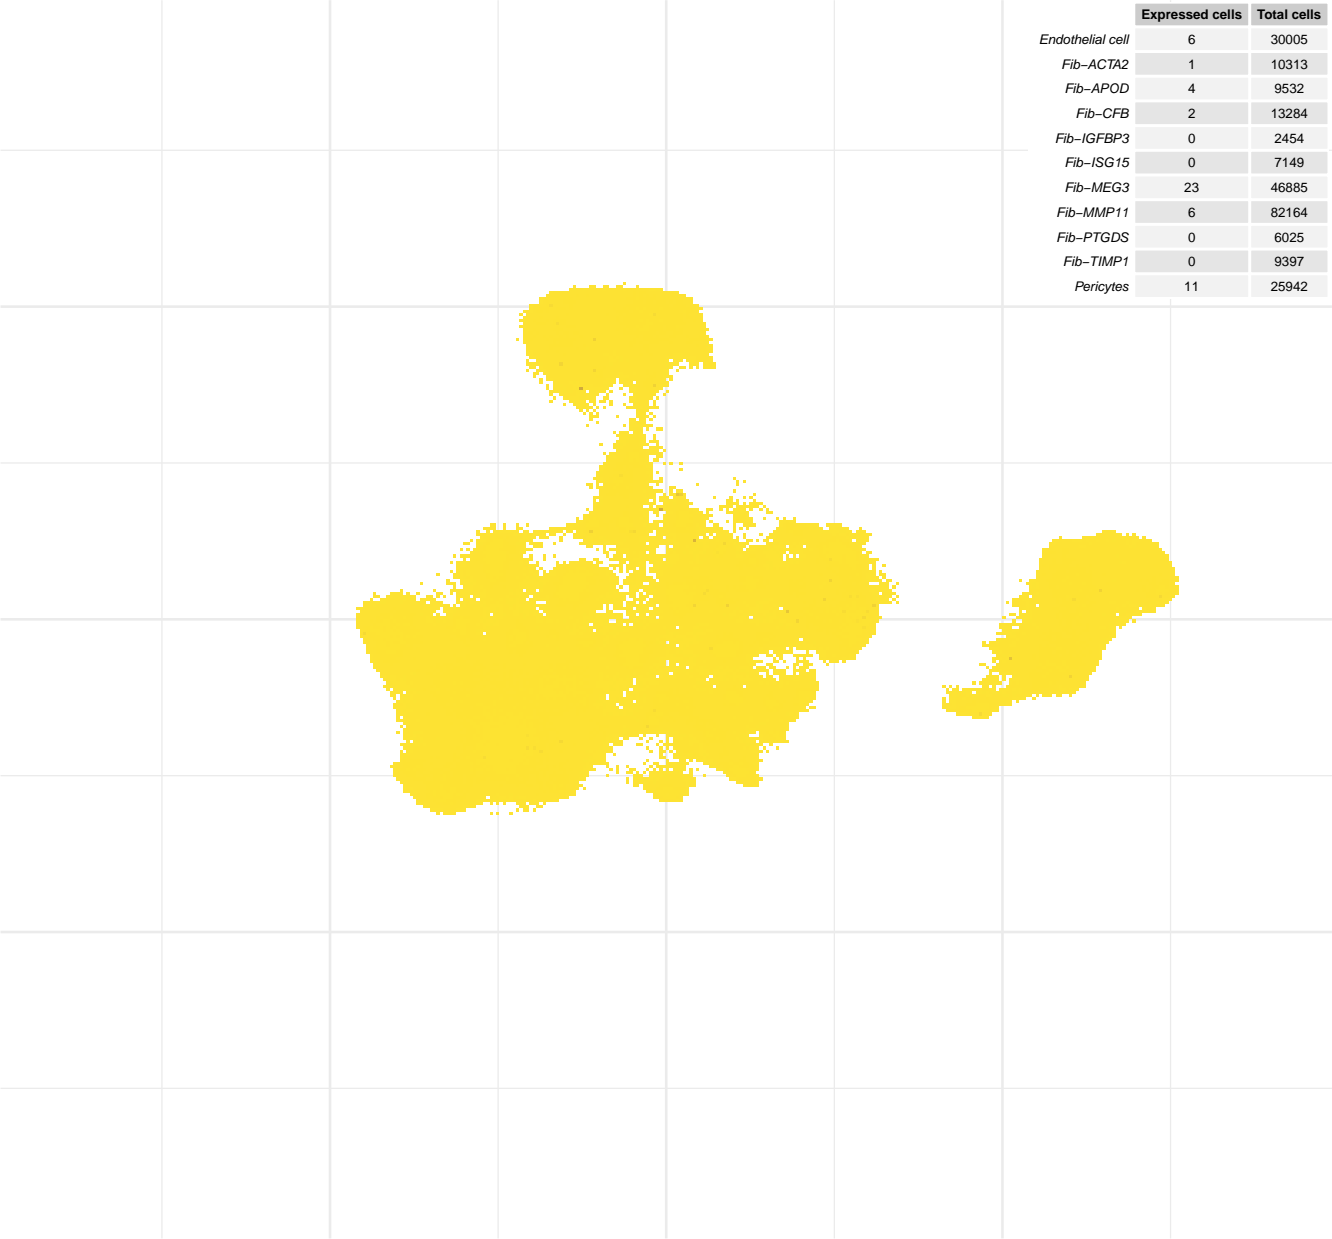 Expressed cells Total cells
Endothelial cell 6 30005
Fib−ACTA2 1 10313
Fib−APOD 4 9532
Fib−CFB 2 13284
Fib−IGFBP3 0 2454
Fib−ISG15 0 7149
Fib−MEG3 23 46885
Fib−MMP11 6 82164
Fib−PTGDS 0 6025
Fib−TIMP1 0 9397
Pericytes 11 25942